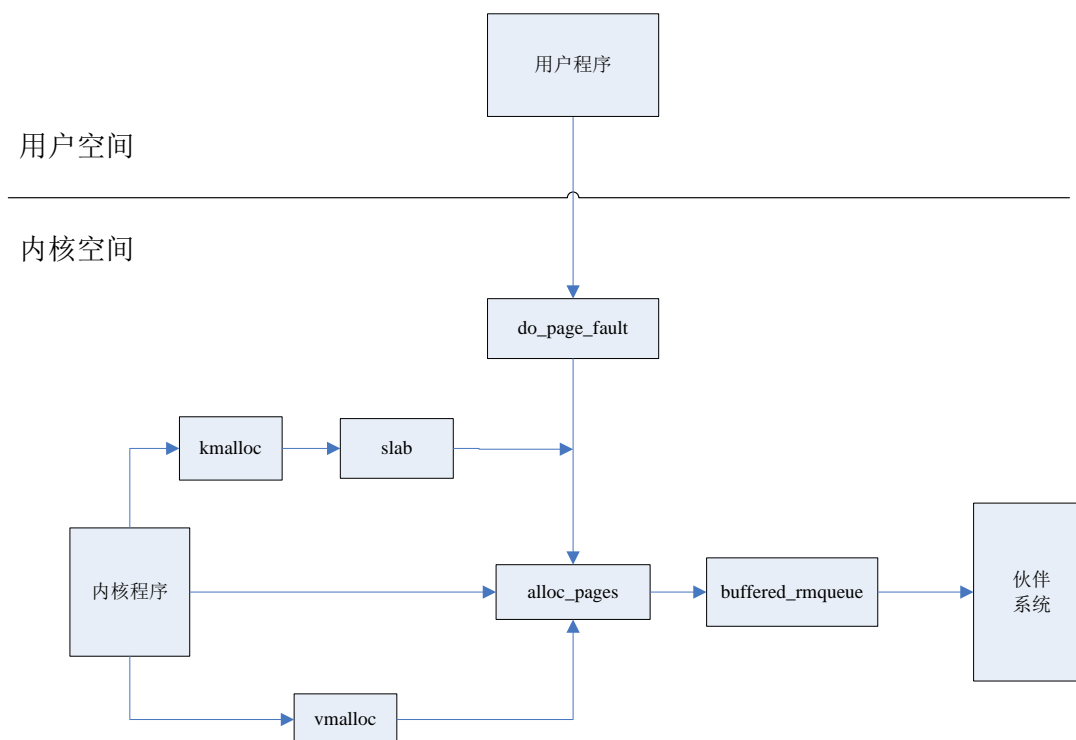 用户程序
用户空间
内核空间
do_page_fault
kmalloc
slab
内核程序
alloc_pages
buffered_rmqueue
伙伴
系统
vmalloc